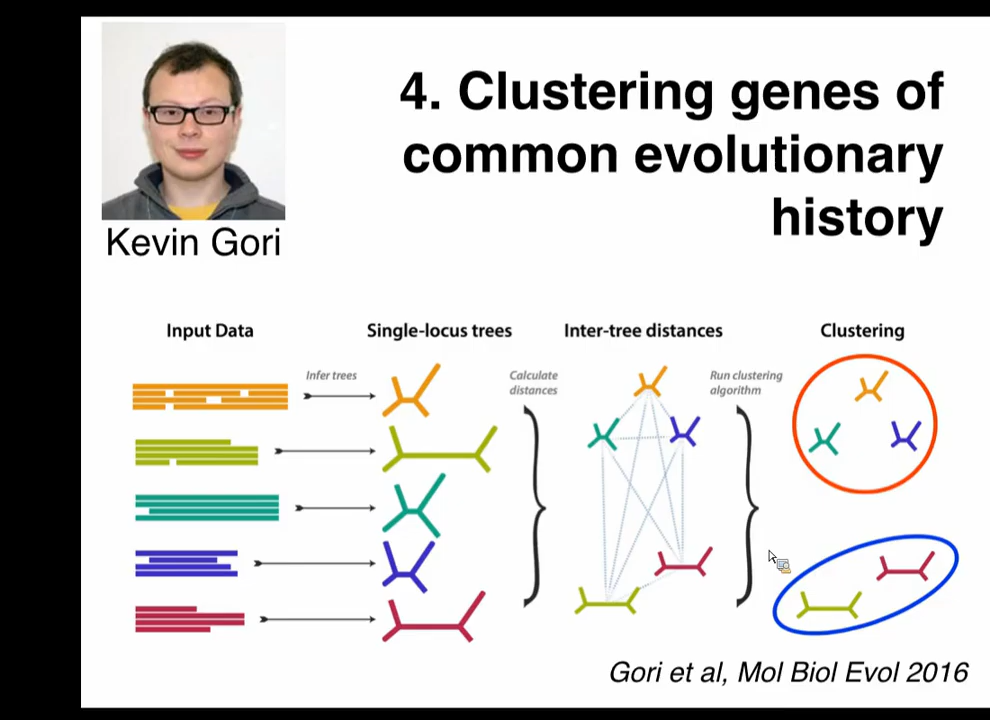 4. Clustering genes of
common evolutionary
history
Kevin Gori
Input Data
Single-locus trees
Inter-tree distances
Clustering
Infer trees
Calculate
distances
Run clustering
algorithm
Gori et al, Mol Biol Evol 2016